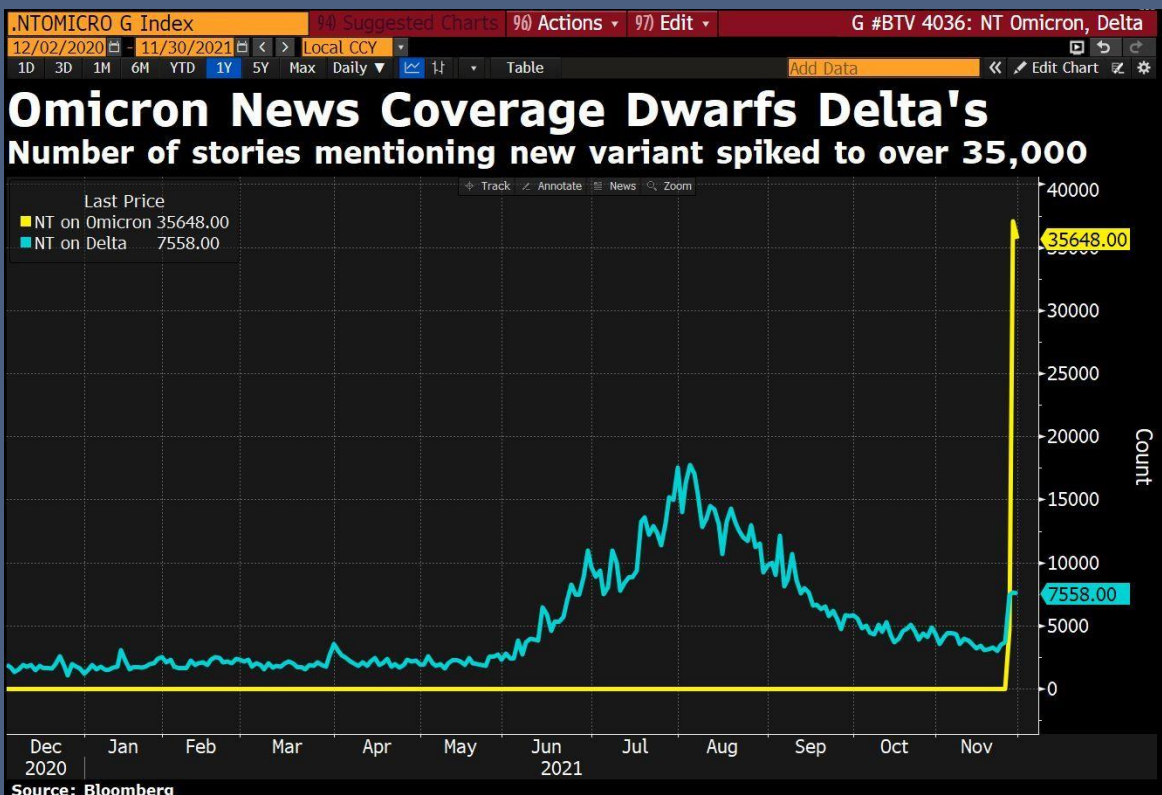 .NTOMICRO G Index 94) Suggested Charts 96) Actions 97) Edit G #BTV 4036: NT Omicron, Delta
12/02/2020 - 11/30/2021 < > Local CCY
1D 3D 1M 6M YTD 1Y 5Y Max Daily ▼ Table Add Data « Edit Chart
Omicron News Coverage Dwarfs Delta's
Number of stories mentioning new variant spiked to over 35,000
Track Annotate News Zoom
Last Price
NT on Omicron 35648.00
NT on Delta 7558.00
40000
35648.00
35000
30000
25000
20000
15000
10000
7558.00
5000
0
Count
Dec Jan Feb Mar Apr May Jun Jul Aug Sep Oct Nov
2020 2021
Source: Bloomberg